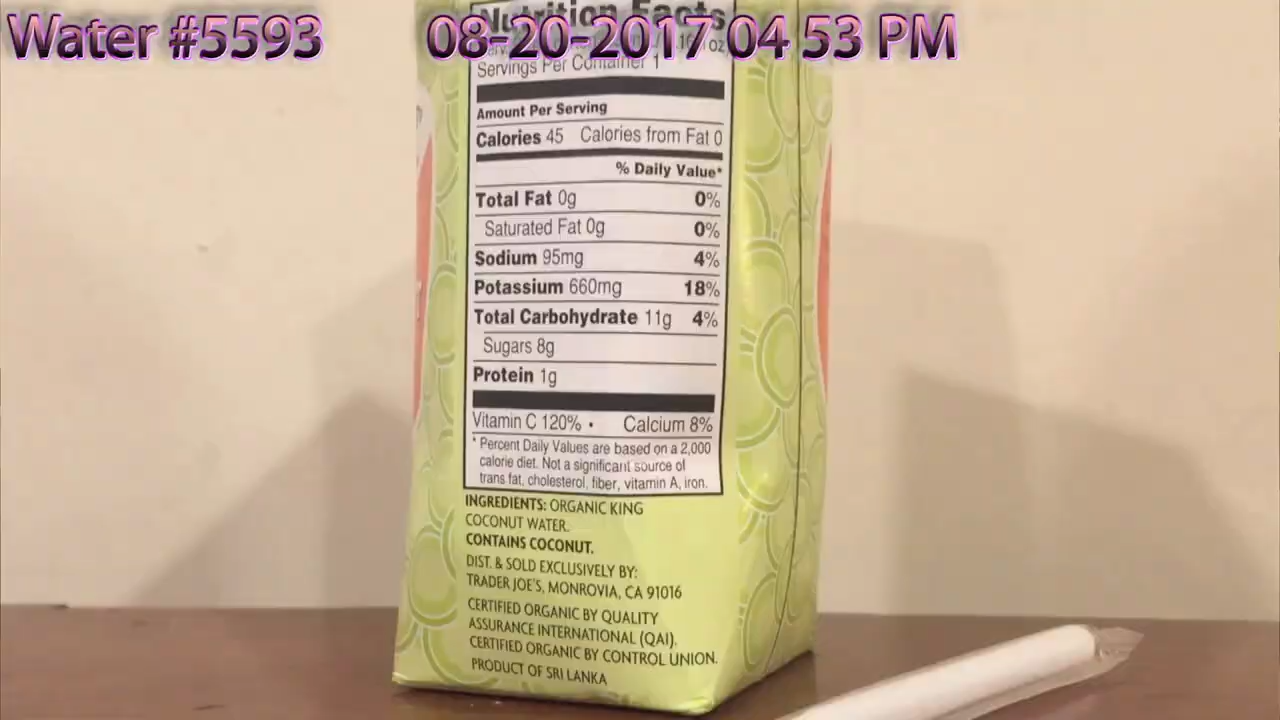 Water #5593 08-20-2017 04 53 PM
Nutrition Facts
Servings Per Container 1
Amount Per Serving
Calories 45 Calories from Fat 0
% Daily Value*
Total Fat 0g 0%
Saturated Fat 0g 0%
Sodium 95mg 4%
Potassium 660mg 18%
Total Carbohydrate 11g 4%
Sugars 8g
Protein 1g
Vitamin C 120% • Calcium 8%
* Percent Daily Values are based on a 2,000
calorie diet. Not a significant source of
trans fat, cholesterol, fiber, vitamin A, iron.
INGREDIENTS: ORGANIC KING
COCONUT WATER.
CONTAINS COCONUT.
DIST. & SOLD EXCLUSIVELY BY:
TRADER JOE'S, MONROVIA, CA 91016
CERTIFIED ORGANIC BY QUALITY
ASSURANCE INTERNATIONAL (QAI).
CERTIFIED ORGANIC BY CONTROL UNION.
PRODUCT OF SRI LANKA